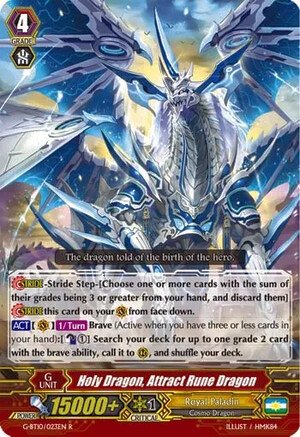 4
GRADE
The dragon told of the birth of the hero.
STRIDE-Stride Step-[Choose one or more cards with the sum of
their grades being 3 or greater from your hand, and discard them]
STRIDE this card on your (V) from face down.
ACT (V) 1/Turn Brave (Active when you have three or less cards in
your hand):[(1)] Search your deck for up to one grade 2 card
with the brave ability, call it to (R), and shuffle your deck.
G UNIT
Holy Dragon, Attract Rune Dragon
POWER 15000+
1
CRITICAL
Royal Paladin
Cosmo Dragon
G-BT10/023EN R
ILLUST / HMK84